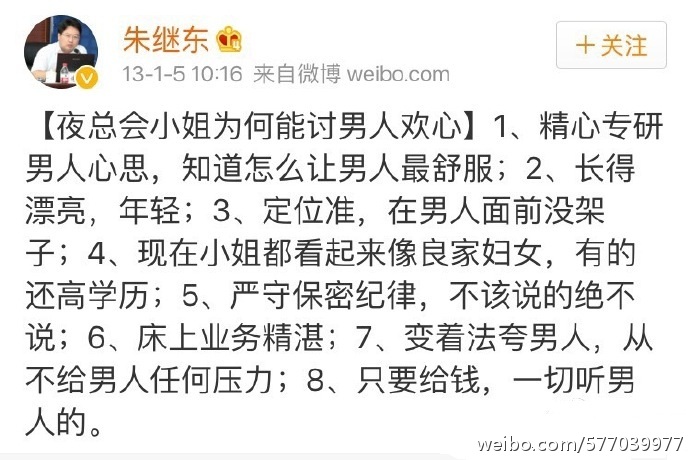 朱继东
13-1-5 10:16 来自微博 weibo.com
+关注
【夜总会小姐为何能讨男人欢心】1、精心专研
男人心思，知道怎么让男人最舒服；2、长得
漂亮，年轻；3、定位准，在男人面前没架
子；4、现在小姐都看起来像良家妇女，有的
还高学历；5、严守保密纪律，不该说的绝不
说；6、床上业务精湛；7、变着法夸男人，从
不给男人任何压力；8、只要给钱，一切听男
人的。
weibo.com/577039977